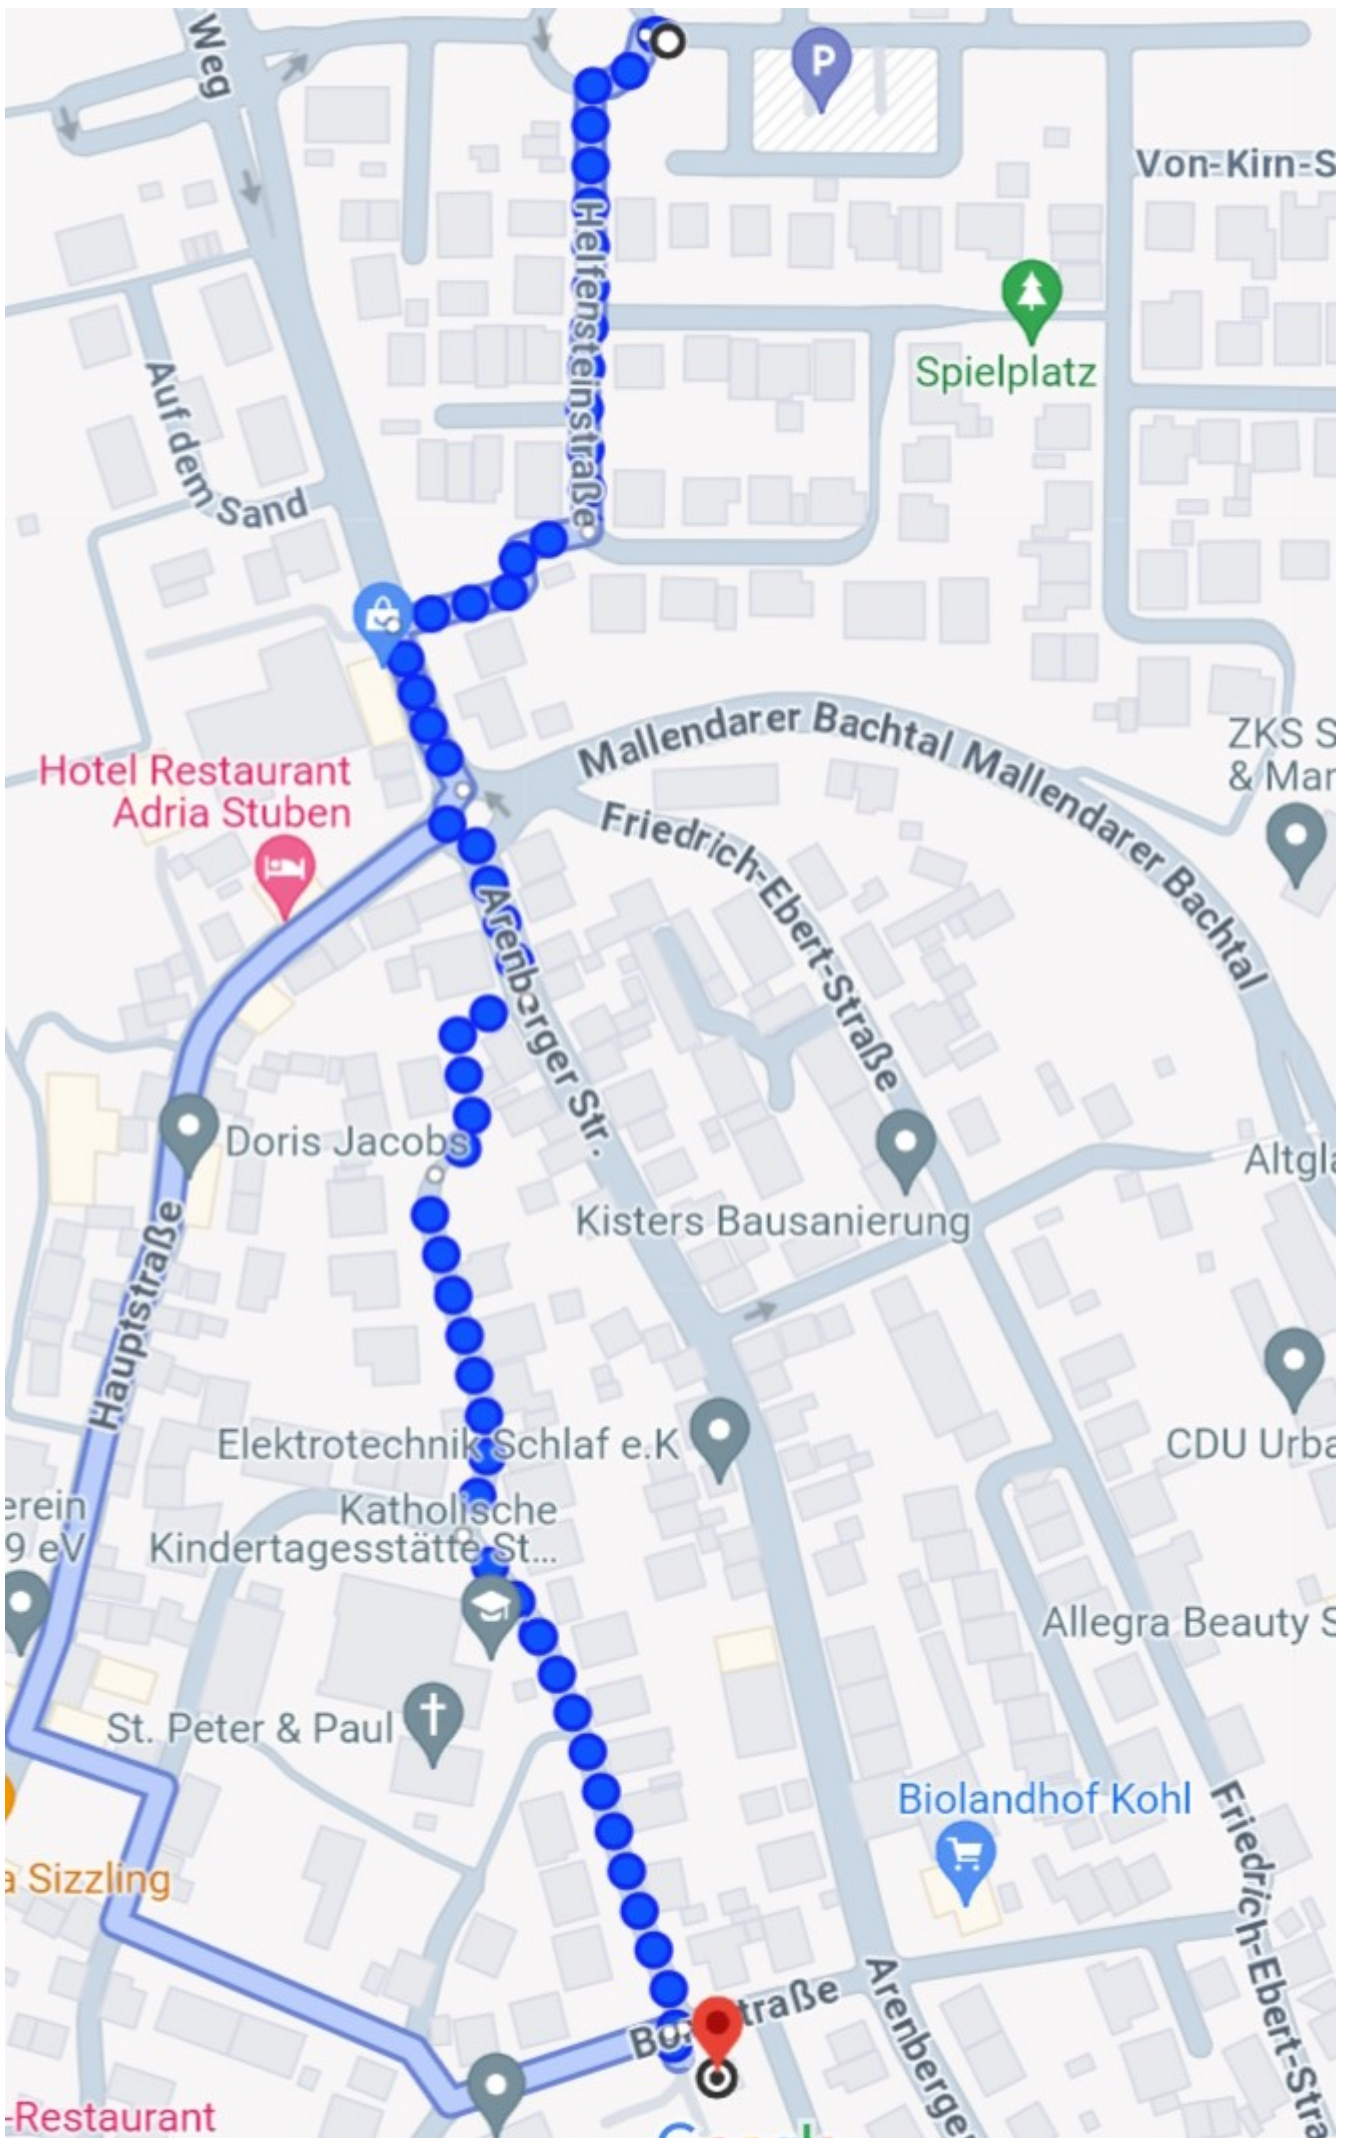 Weg
P
Von-Kirn-S
Helfensteinstraße
Spielplatz
Auf dem Sand
Mallendarer Bachtal Mallendarer Bachtal
ZKS S
& Mar
Hotel Restaurant
Adria Stuben
Friedrich-Ebert-Straße
Arenberger Str.
Doris Jacobs
Altgla
Kisters Bausanierung
Hauptstraße
Elektrotechnik Schlaf e.K
CDU Urba
erein
9 eV
Katholische
Kindertagesstätte St...
Allegra Beauty S
St. Peter & Paul
Biolandhof Kohl
a Sizzling
Friedrich-Ebert-Stra
traße
Arenberger
-Restaurant